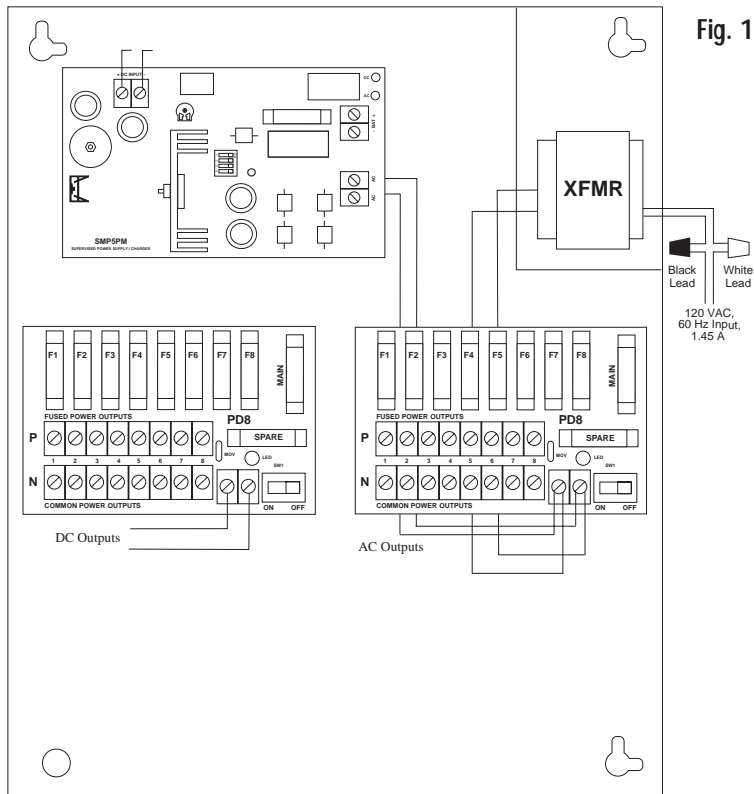 Fig. 1
+ DC INPUT -
DC
AC
- BAT +
AC
AC
SMP5PM
SUPERVISED POWER SUPPLY / CHARGER
XFMR
Black Lead
White Lead
120 VAC,
60 Hz Input,
1.45 A
F1 F2 F3 F4 F5 F6 F7 F8
MAIN
FUSED POWER OUTPUTS
PD8
P
SPARE
1 2 3 4 5 6 7 8
MOV
LED
SW1
N
COMMON POWER OUTPUTS
ON OFF
DC Outputs
F1 F2 F3 F4 F5 F6 F7 F8
MAIN
FUSED POWER OUTPUTS
PD8
P
SPARE
1 2 3 4 5 6 7 8
MOV
LED
SW1
N
COMMON POWER OUTPUTS
ON OFF
AC Outputs